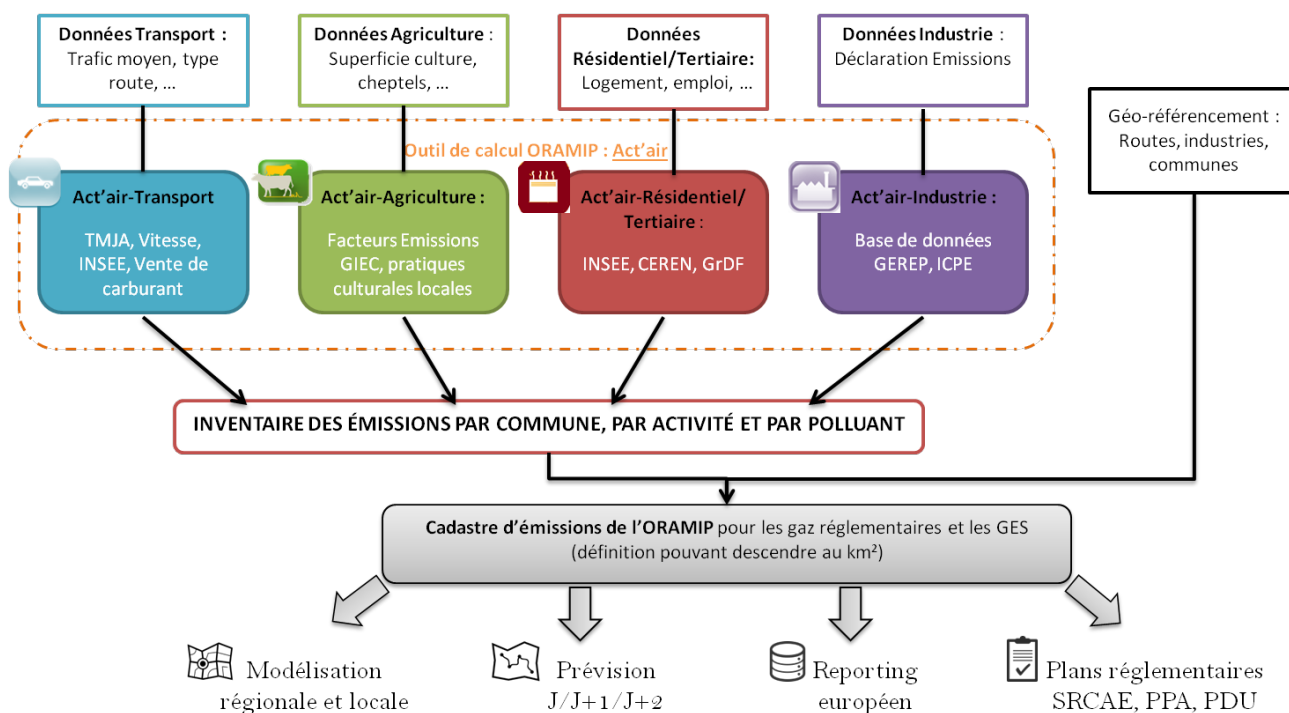 Données Transport :
Trafic moyen, type
route, ...
Données Agriculture :
Superficie culture,
cheptels, ...
Données
Résidentiel/Tertiaire:
Logement, emploi, ...
Données Industrie :
Déclaration Emissions
Géo-référencement :
Routes, industries,
communes
Outil de calcul ORAMIP : Act’air
Act’air-Transport
TMJA, Vitesse,
INSEE, Vente de
carburant
Act’air-Agriculture :
Facteurs Emissions
GIEC, pratiques
culturales locales
Act’air-Résidentiel/
Tertiaire :
INSEE, CEREN, GrDF
Act’air-Industrie :
Base de données
GEREP, ICPE
INVENTAIRE DES ÉMISSIONS PAR COMMUNE, PAR ACTIVITÉ ET PAR POLLUANT
Cadastre d’émissions de l’ORAMIP pour les gaz réglementaires et les GES
(définition pouvant descendre au km²)
Modélisation
régionale et locale
Prévision
J/J+1/J+2
Reporting
européen
Plans réglementaires
SRCAE, PPA, PDU